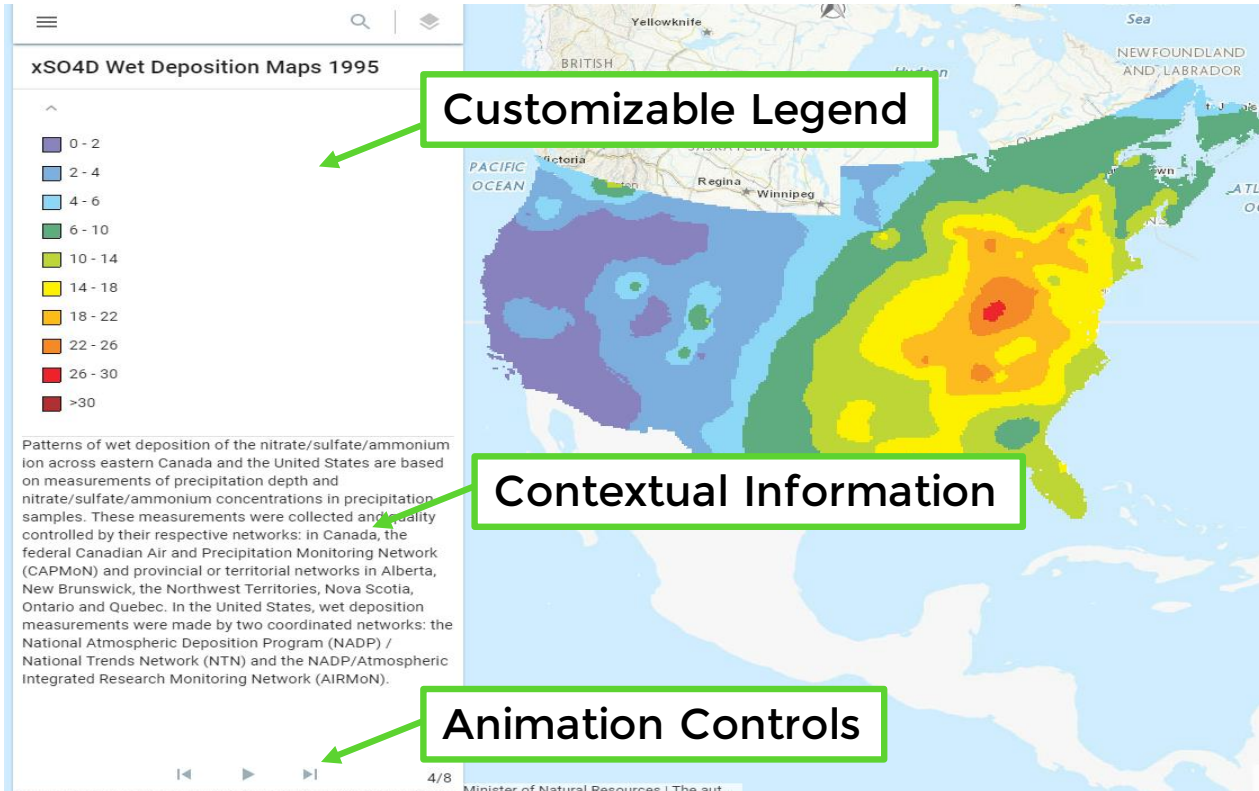 xSO4D Wet Deposition Maps 1995
0 - 2
2 - 4
4 - 6
6 - 10
10 - 14
14 - 18
18 - 22
22 - 26
26 - 30
>30
Patterns of wet deposition of the nitrate/sulfate/ammonium
ion across eastern Canada and the United States are based
on measurements of precipitation depth and
nitrate/sulfate/ammonium concentrations in precipitation
samples. These measurements were collected and quality
controlled by their respective networks: in Canada, the
federal Canadian Air and Precipitation Monitoring Network
(CAPMoN) and provincial or territorial networks in Alberta,
New Brunswick, the Northwest Territories, Nova Scotia,
Ontario and Quebec. In the United States, wet deposition
measurements were made by two coordinated networks: the
National Atmospheric Deposition Program (NADP) /
National Trends Network (NTN) and the NADP/Atmospheric
Integrated Research Monitoring Network (AIRMoN).
4/8
Customizable Legend
Contextual Information
Animation Controls
Yellowknife
BRITISH
Sea
NEWFOUNDLAND
AND LABRADOR
PACIFIC
OCEAN
Regina
Winnipeg
Minister of Natural Resources | The aut...